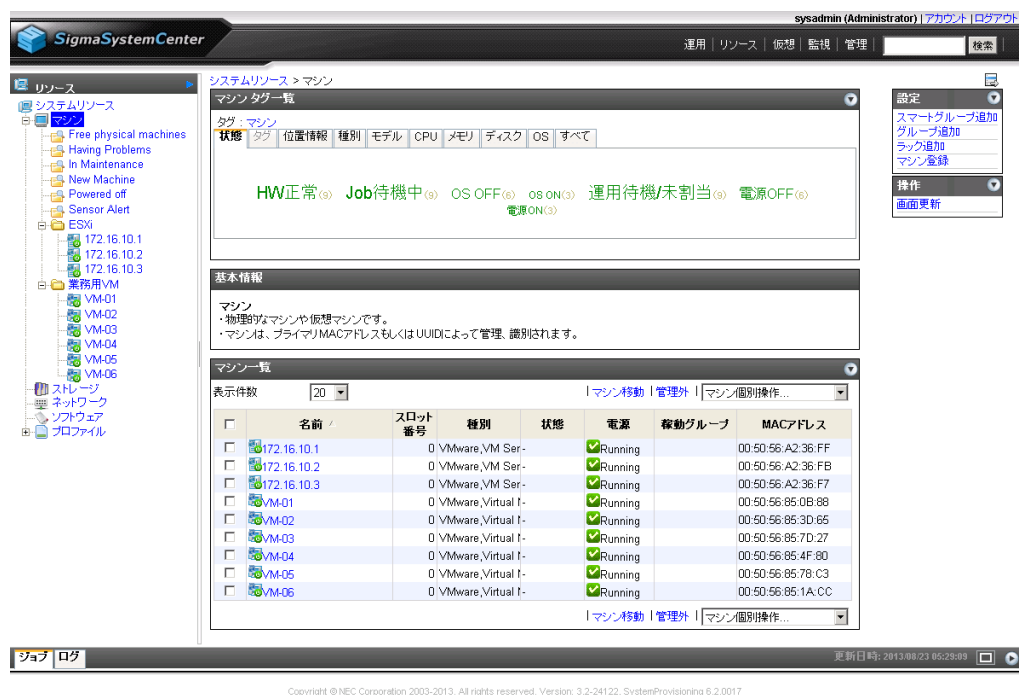 sysadmin (Administrator) | アカウント | ログアウト
SigmaSystemCenter
運用 | リソース | 仮想 | 監視 | 管理 | 検索
リソース
システムリソース
マシン
Free physical machines
Having Problems
In Maintenance
New Machine
Powered off
Sensor Alert
ESXi
172.16.10.1
172.16.10.2
172.16.10.3
業務用VM
VM-01
VM-02
VM-03
VM-04
VM-05
VM-06
ストレージ
ネットワーク
ソフトウェア
プロファイル
システムリソース > マシン
マシン タグ一覧
タグ : マシン
状態 タグ 位置情報 種別 モデル CPU メモリ ディスク OS すべて
HW正常(9) Job待機中(9) OS OFF(6) OS ON(3) 運用待機/未割当(9) 電源OFF(6)
電源ON(3)
基本情報
マシン
・物理的なマシンや仮想マシンです。
・マシンは、プライマリMACアドレスもしくはUUIDによって管理、識別されます。
マシン一覧
表示件数 20 | マシン移動 | 管理外 | マシン個別操作...
名前 スロット番号 種別 状態 電源 稼動グループ MACアドレス
172.16.10.1 0 VMware,VM Ser - Running 00:50:56:A2:36:FF
172.16.10.2 0 VMware,VM Ser - Running 00:50:56:A2:36:FB
172.16.10.3 0 VMware,VM Ser - Running 00:50:56:A2:36:F7
VM-01 0 VMware,Virtual - Running 00:50:56:85:0B:88
VM-02 0 VMware,Virtual - Running 00:50:56:85:3D:65
VM-03 0 VMware,Virtual - Running 00:50:56:85:7D:27
VM-04 0 VMware,Virtual - Running 00:50:56:85:4F:80
VM-05 0 VMware,Virtual - Running 00:50:56:85:78:C3
VM-06 0 VMware,Virtual - Running 00:50:56:85:1A:CC
| マシン移動 | 管理外 | マシン個別操作...
設定
スマートグループ追加
グループ追加
ラック追加
マシン登録
操作
画面更新
ジョブ ログ
更新日時: 2013/08/23 05:29:09
Copyright © NEC Corporation 2003-2013. All rights reserved. Version: 3.2-24122. SystemProvisioning 6.2.0017